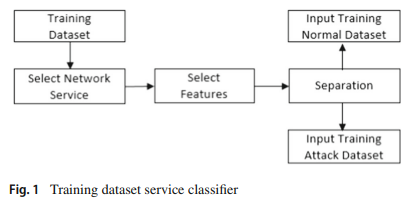 Training
Dataset
Input Training
Normal Dataset
Select Network
Service
Select
Features
Separation
Input Training
Attack Dataset
Fig. 1 Training dataset service classifier